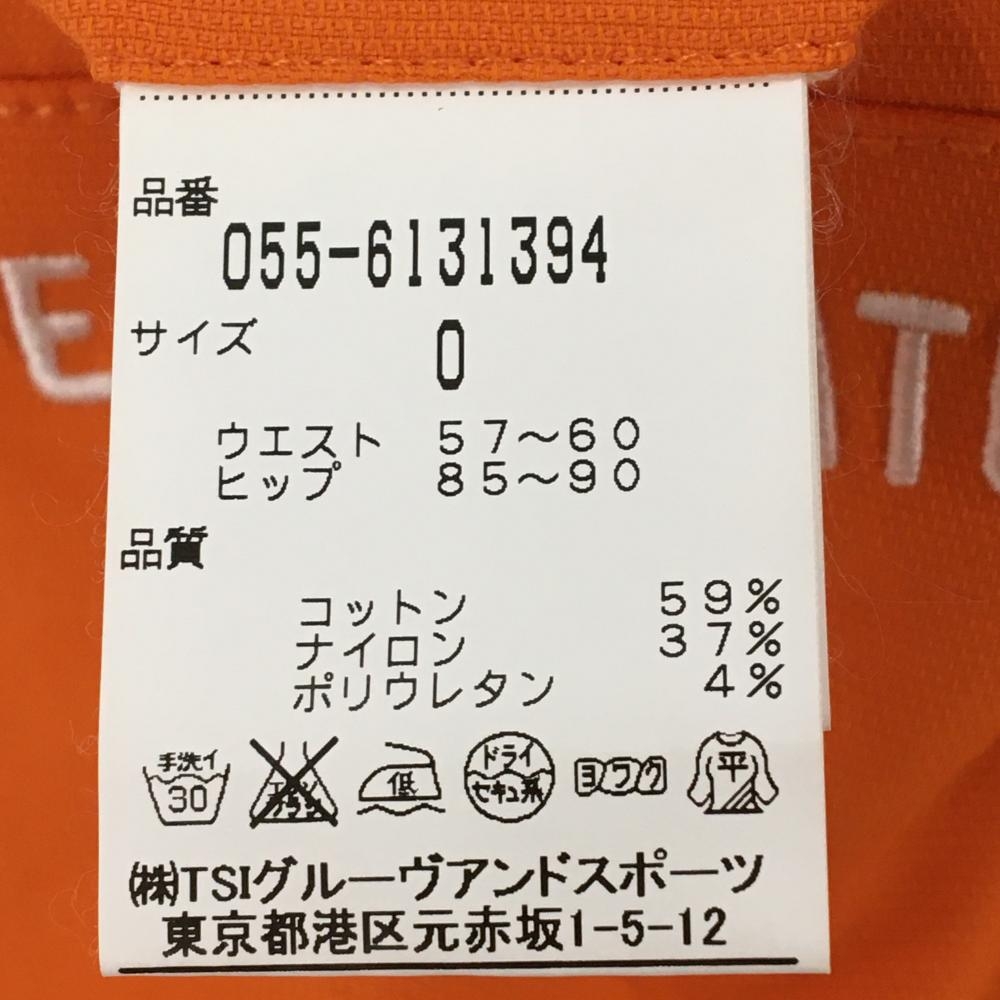 品番
055-6131394
サイズ 0
ウエスト 57~60
ヒップ 85~90
品質
コットン 59%
ナイロン 37%
ポリウレタン 4%
手洗イ 30 低 ドライ セキュ系 ヨワク 平
㈱TSIグルーヴアンドスポーツ
東京都港区元赤坂1-5-12